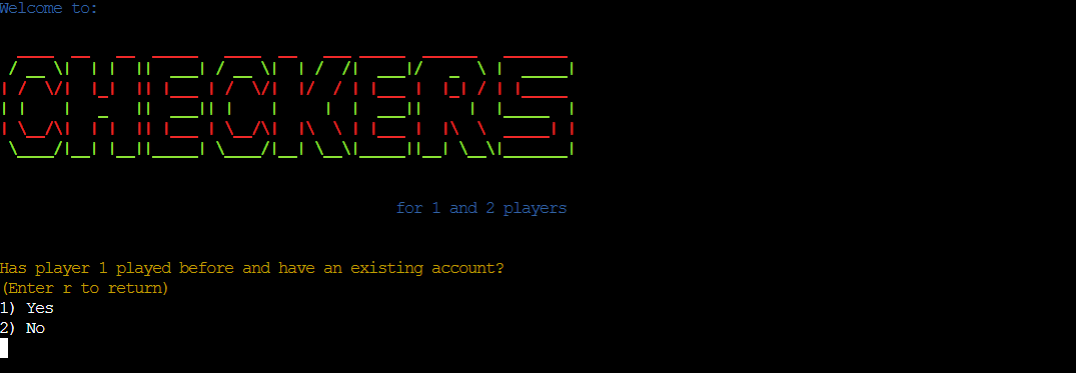 Welcome to:
CHECKERS
for 1 and 2 players
Has player 1 played before and have an existing account?
(Enter r to return)
1) Yes
2) No